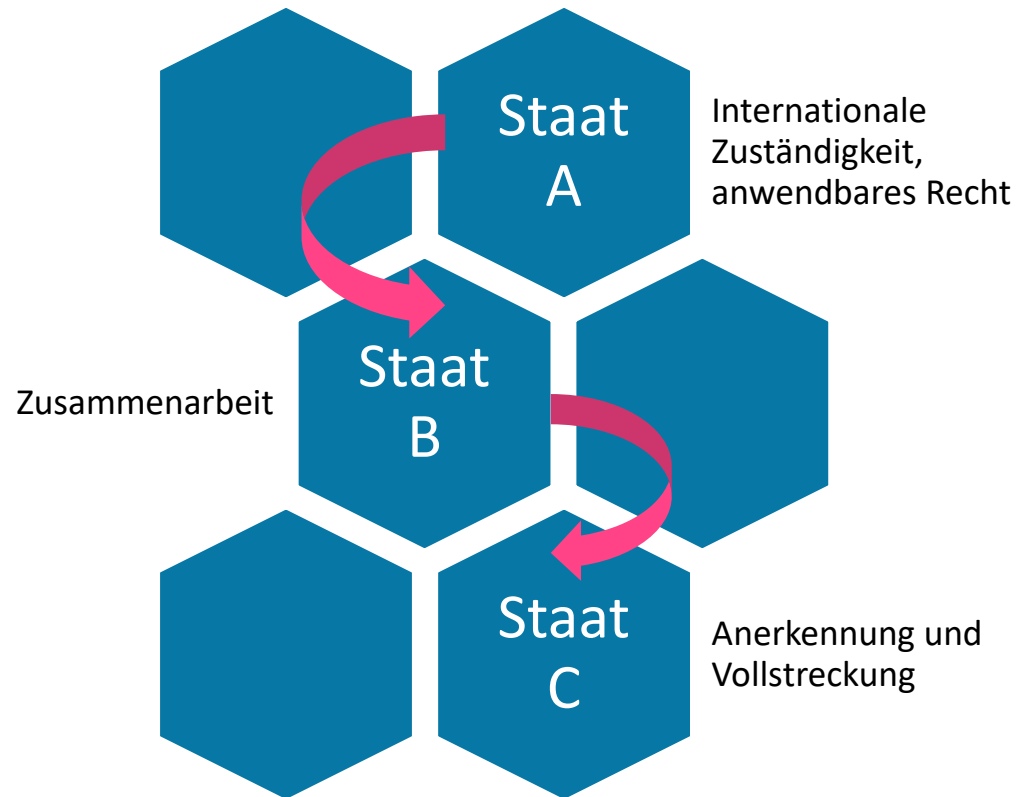 Staat
A
Internationale
Zuständigkeit,
anwendbares Recht
Zusammenarbeit
Staat
B
Staat
C
Anerkennung und
Vollstreckung